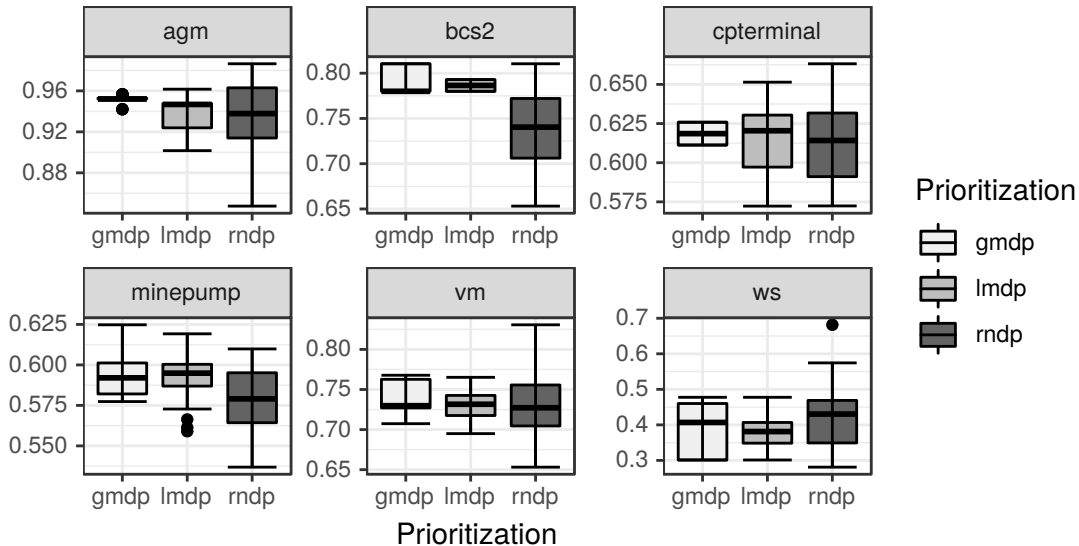 agm bcs2 cpterminal
0.96
0.92
0.88
0.80
0.75
0.70
0.65
0.650
0.625
0.600
0.575
gmdp lmdp rndp gmdp lmdp rndp gmdp lmdp rndp
minepump vm ws
0.625
0.600
0.575
0.550
0.80
0.75
0.70
0.65
0.7
0.6
0.5
0.4
0.3
gmdp lmdp rndp gmdp lmdp rndp gmdp lmdp rndp
Prioritization
Prioritization
gmdp
lmdp
rndp